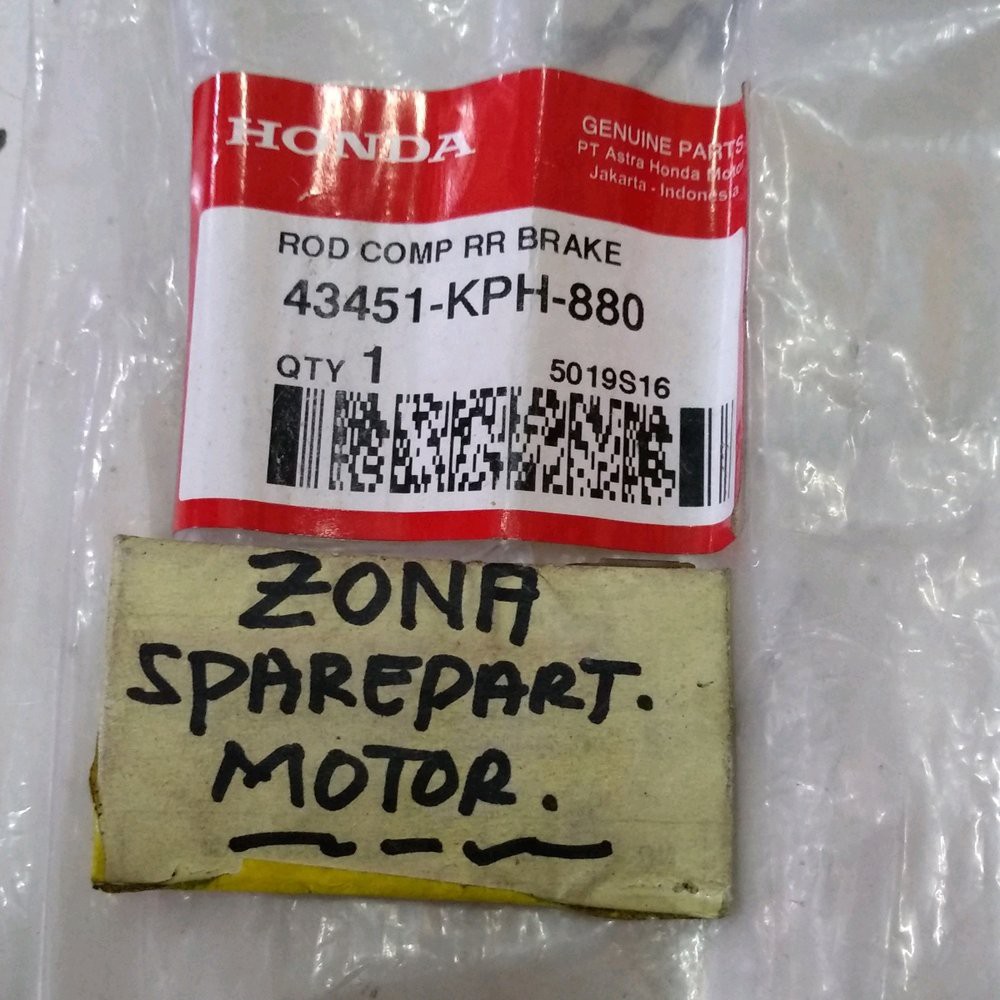 HONDA
GENUINE PARTS
PT Astra Honda Motor
Jakarta - Indonesia
ROD COMP RR BRAKE
43451-KPH-880
QTY 1
5019S16
ZONA
SPAREPART.
MOTOR.